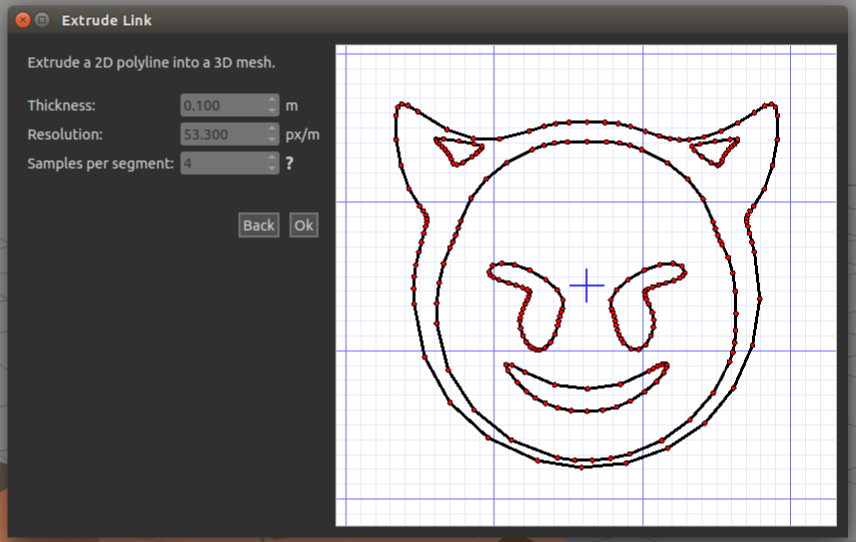 Extrude Link
Extrude a 2D polyline into a 3D mesh.
Thickness: 0.100 m
Resolution: 53.300 px/m
Samples per segment: 4 ?
Back Ok